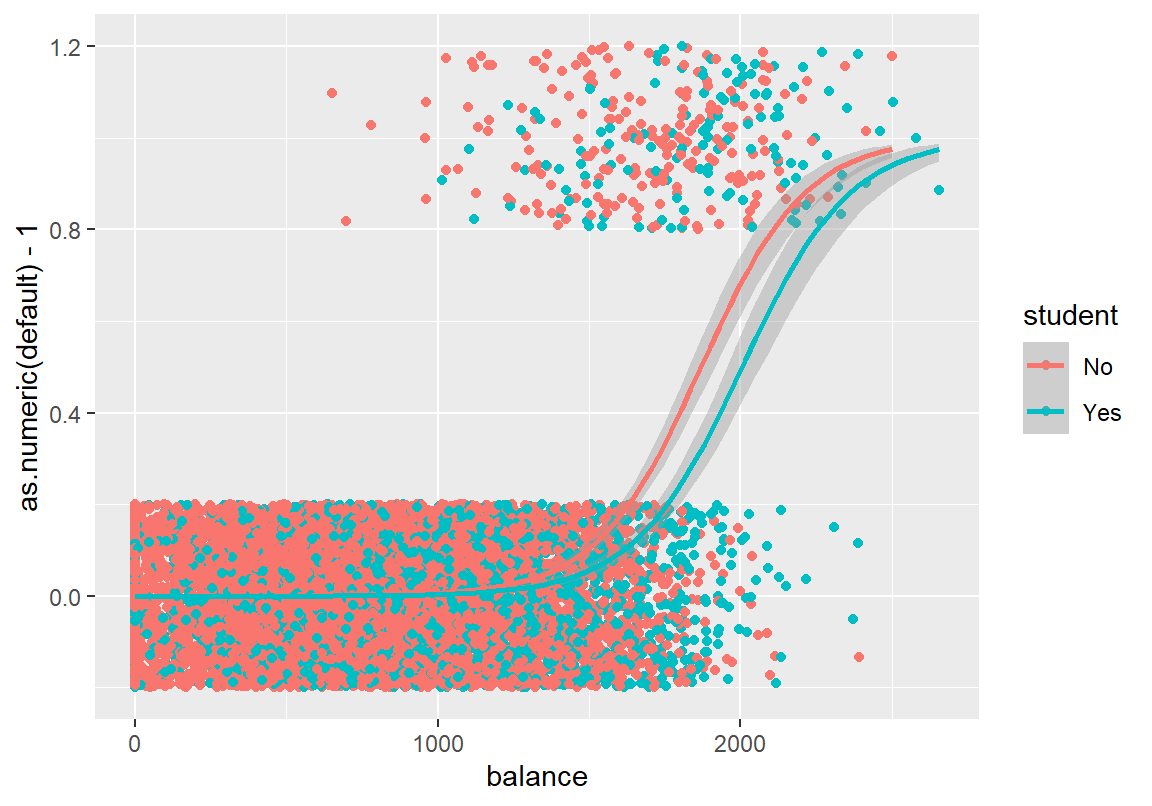 1.2
0.8
0.4
0.0
as.numeric(default) - 1
0
1000
2000
balance
student
No
Yes